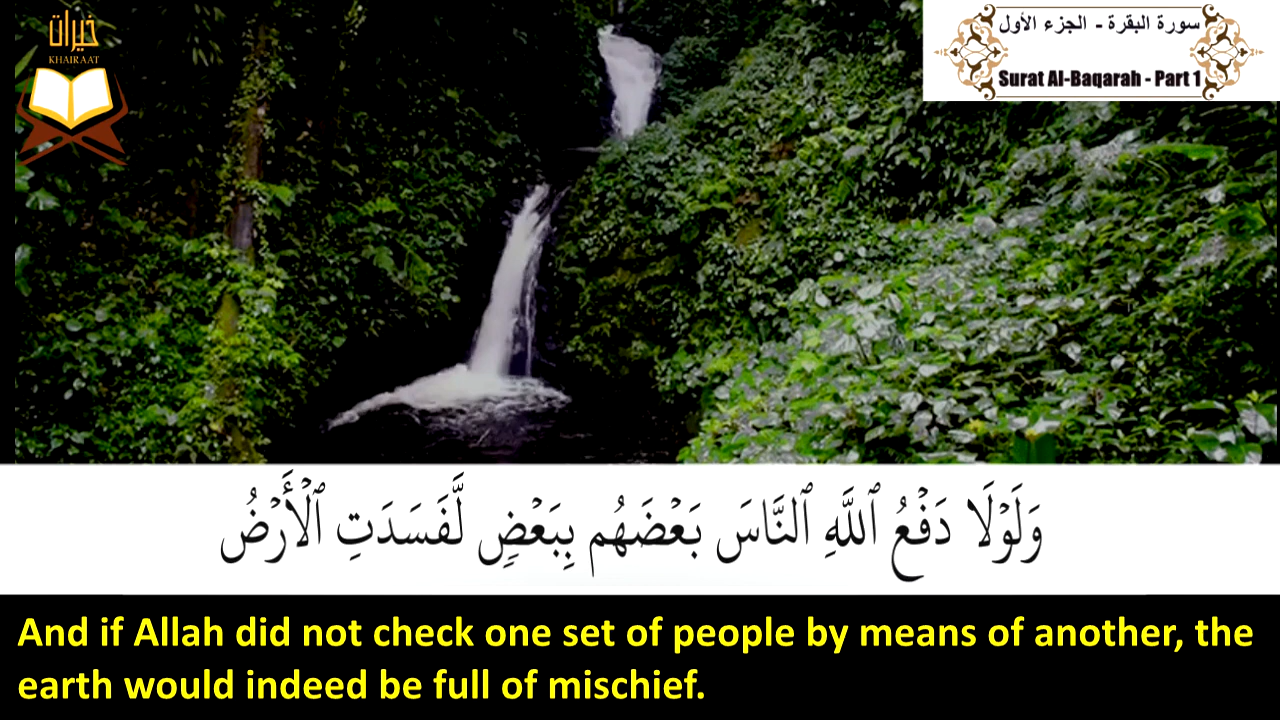 خيرات
KHAIRAAT
سورة البقرة - الجزء الأول
Surat Al-Baqarah - Part 1
وَلَوْلَا دَفْعُ ٱللَّهِ ٱلنَّاسَ بَعْضَهُم بِبَعْضٍ لَّفَسَدَتِ ٱلْأَرْضُ
And if Allah did not check one set of people by means of another, the
earth would indeed be full of mischief.